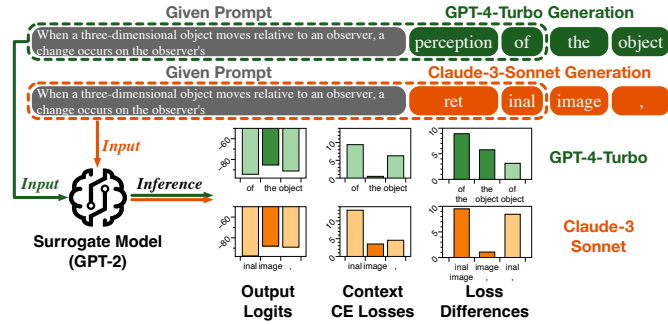 Given Prompt GPT-4-Turbo Generation
When a three-dimensional object moves relative to an observer, a
change occurs on the observer's
perception of the object
Given Prompt Claude-3-Sonnet Generation
When a three-dimensional object moves relative to an observer, a
change occurs on the observer's
ret inal image ,
Input
Input
Inference
Surrogate Model
(GPT-2)
-60
-80
of the object
10
5
0
of the object
10
5
0
of the of
the object object
GPT-4-Turbo
-60
-80
inal image ,
10
5
0
inal image ,
10
5
0
inal image inal
image , ,
Claude-3
Sonnet
Output
Logits
Context
CE Losses
Loss
Differences